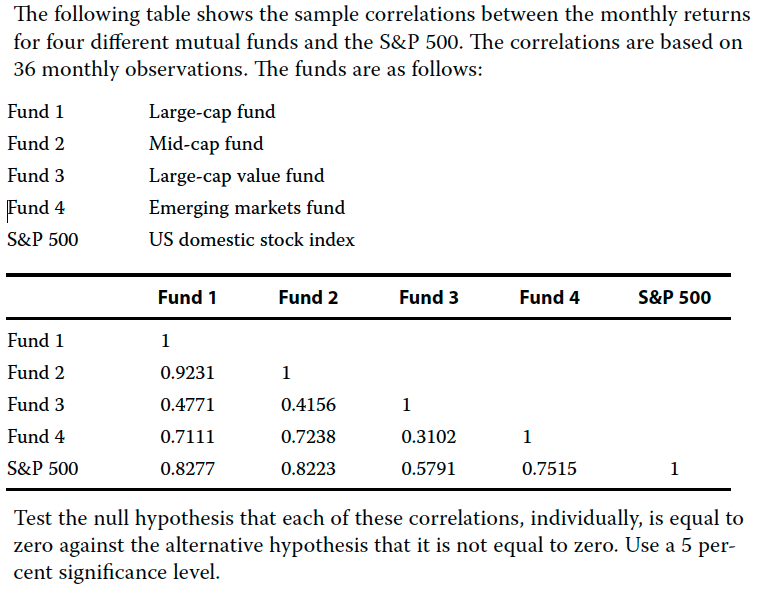 The following table shows the sample correlations between the monthly returns
for four different mutual funds and the S&P 500. The correlations are based on
36 monthly observations. The funds are as follows:
Fund 1 Large-cap fund
Fund 2 Mid-cap fund
Fund 3 Large-cap value fund
Fund 4 Emerging markets fund
S&P 500 US domestic stock index
Fund 1 Fund 2 Fund 3 Fund 4 S&P 500
Fund 1 1
Fund 2 0.9231 1
Fund 3 0.4771 0.4156 1
Fund 4 0.7111 0.7238 0.3102 1
S&P 500 0.8277 0.8223 0.5791 0.7515 1
Test the null hypothesis that each of these correlations, individually, is equal to
zero against the alternative hypothesis that it is not equal to zero. Use a 5 per-
cent significance level.